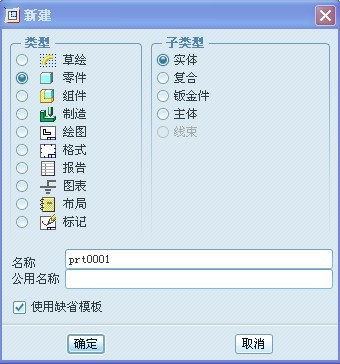 新建
类型
草绘
零件
组件
制造
绘图
格式
报告
图表
布局
标记
子类型
实体
复合
钣金件
主体
线束
名称 prt0001
公用名称
使用缺省模板
确定 取消